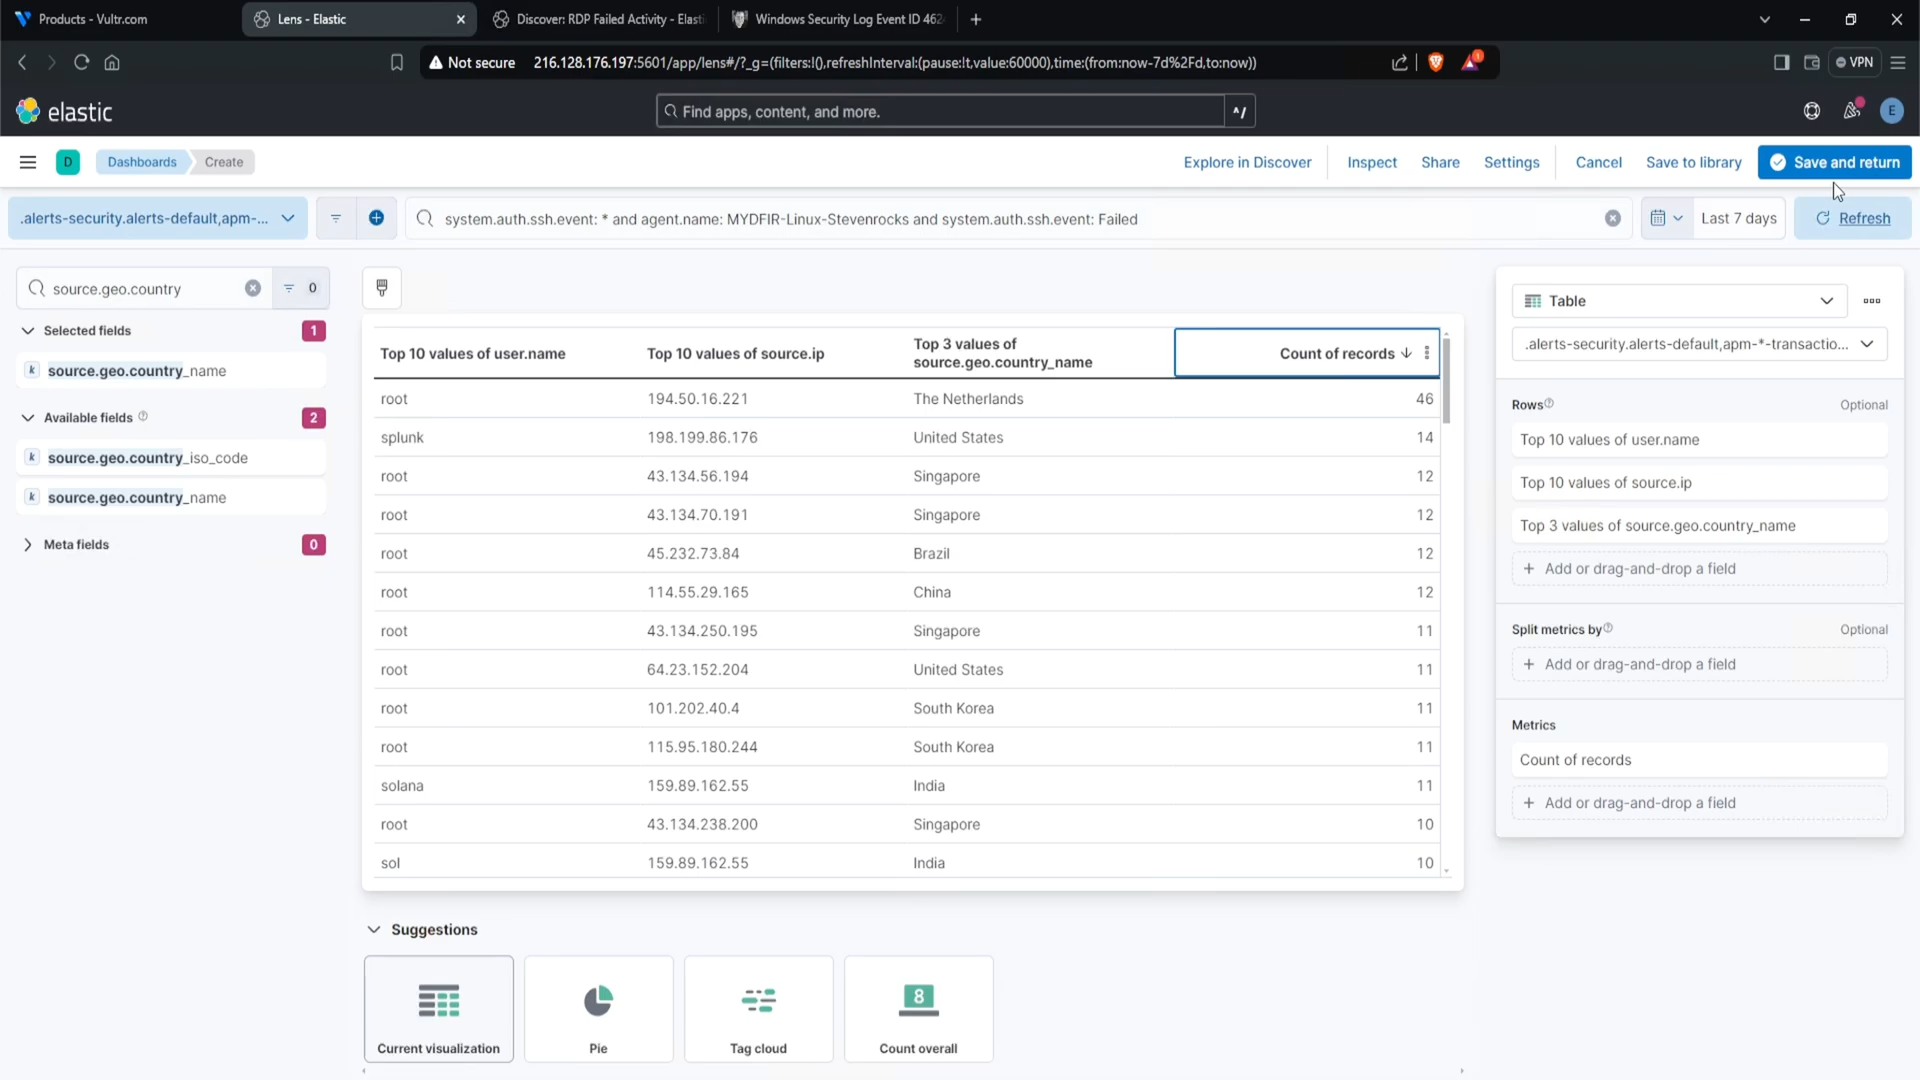 Products - Vultr.com
Lens - Elastic
Discover: RDP Failed Activity - Elasti
Windows Security Log Event ID 462
Not secure
216.128.176.197:5601/app/lens#/?_g=(filters:!(),refreshInterval:(pause:!t,value:60000),time:(from:now-7d%2Fd,to:now))
1
VPN
elastic
Find apps, content, and more.
^/
E
D
Dashboards
Create
Explore in Discover
Inspect
Share
Settings
Cancel
Save to library
Save and return
.alerts-security.alerts-default,apm-...
system.auth.ssh.event: * and agent.name: MYDFIR-Linux-Stevenrocks and system.auth.ssh.event: Failed
Last 7 days
Refresh
source.geo.country
0
Selected fields
1
k source.geo.country_name
Available fields
2
k source.geo.country_iso_code
k source.geo.country_name
Meta fields
0
Top 10 values of user.name
Top 10 values of source.ip
Top 3 values of
source.geo.country_name
Count of records
root 194.50.16.221 The Netherlands 46
splunk 198.199.86.176 United States 14
root 43.134.56.194 Singapore 12
root 43.134.70.191 Singapore 12
root 45.232.73.84 Brazil 12
root 114.55.29.165 China 12
root 43.134.250.195 Singapore 11
root 64.23.152.204 United States 11
root 101.202.40.4 South Korea 11
root 115.95.180.244 South Korea 11
solana 159.89.162.55 India 11
root 43.134.238.200 Singapore 10
sol 159.89.162.55 India 10
Suggestions
Current visualization
Pie
Tag cloud
8
Count overall
Table
.alerts-security.alerts-default,apm-*-transactio...
Rows
Optional
Top 10 values of user.name
Top 10 values of source.ip
Top 3 values of source.geo.country_name
+ Add or drag-and-drop a field
Split metrics by
Optional
+ Add or drag-and-drop a field
Metrics
Count of records
+ Add or drag-and-drop a field